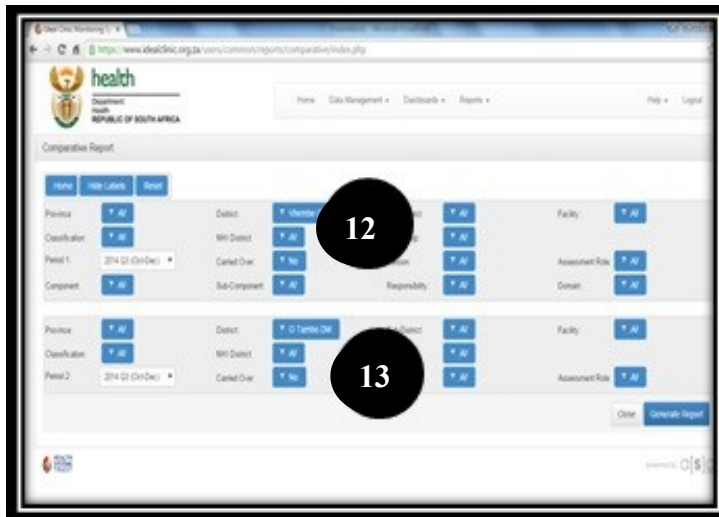 https://www.idealclinic.org.za/users/common/reports/comparative/index.php
health
Department:
Health
REPUBLIC OF SOUTH AFRICA
Home Data Management Dashboards Reports Help Logout
Comparative Report
Home Hide Labels Reset
Province All District Vhembe All Facility All
Classification All NHI District All All
12
Period 1 2014 Q3 (Oct-Dec) Carried Over No All Assessment Role All
Component All Sub-Component All Responsibility All Domain All
Province All District O Tambo DM Sub-District All Facility All
Classification All NHI District All All
13
Period 2 2014 Q3 (Oct-Dec) Carried Over No All Assessment Role All
Close Generate Report